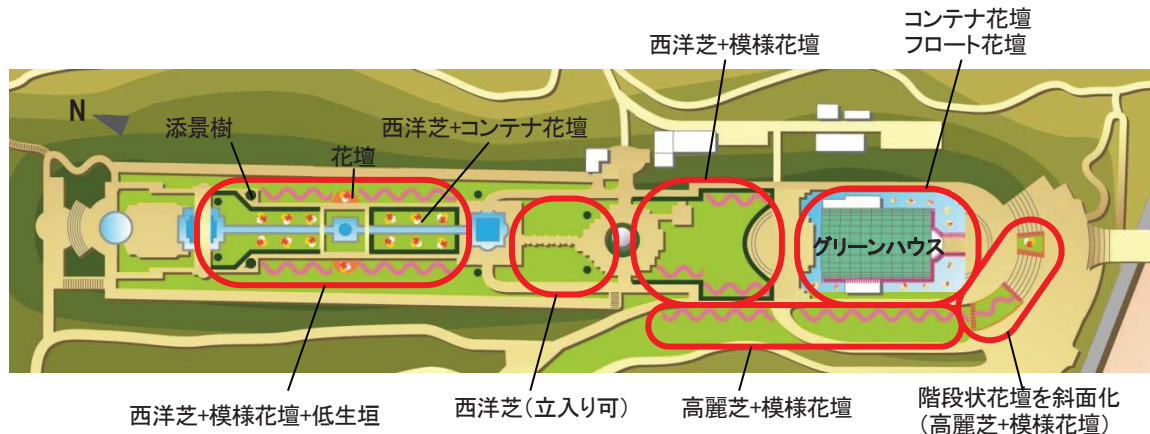 コンテナ花壇
フロート花壇
西洋芝+模様花壇
N
添景樹
西洋芝+コンテナ花壇
花壇
グリーンハウス
西洋芝+模様花壇+低生垣
西洋芝(立入り可)
高麗芝+模様花壇
階段状花壇を斜面化
(高麗芝+模様花壇)